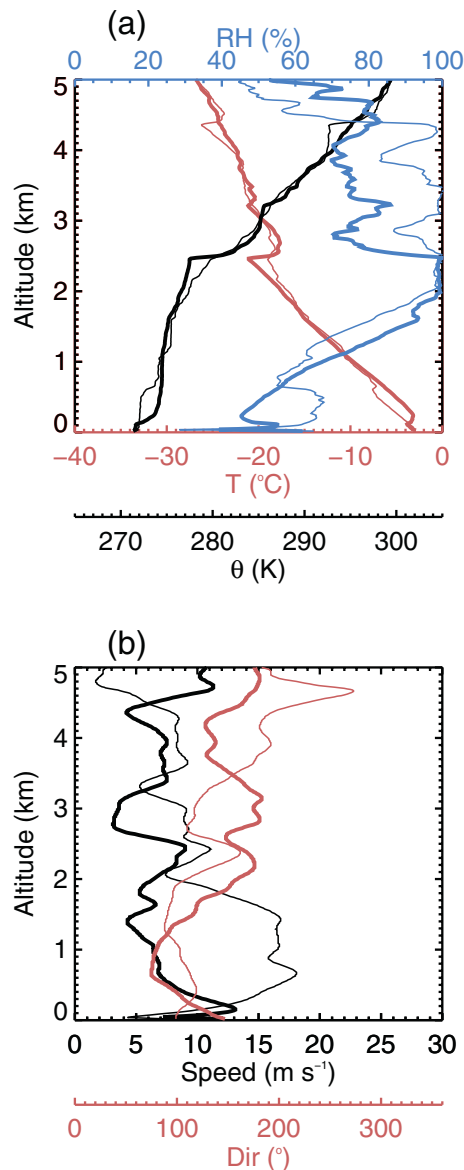 (a)
RH (%)
0 20 40 60 80 100
5
4
3
2
1
0
Altitude (km)
−40 −30 −20 −10 0
T (°C)
270 280 290 300
θ (K)
(b)
5
4
3
2
1
0
Altitude (km)
0 5 10 15 20 25 30
Speed (m s⁻¹)
0 100 200 300
Dir (°)